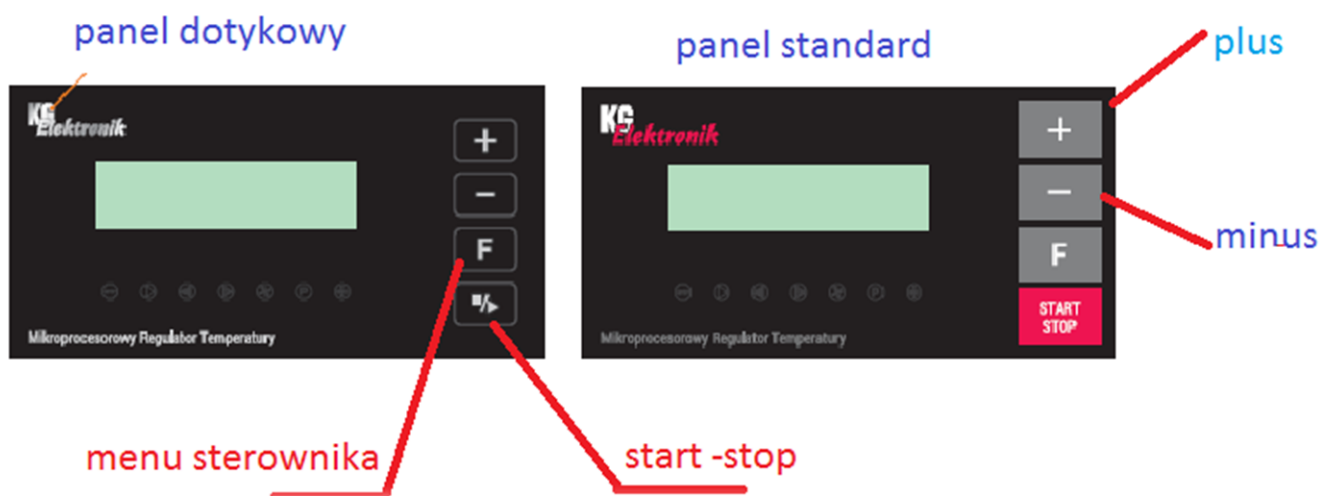 panel dotykowy
panel standard
plus
KG
Elektronik
+
-
F
Mikroprocesorowy Regulator Temperatury
KG
Elektronik
+
-
F
START
STOP
Mikroprocesorowy Regulator Temperatury
minus
menu sterownika
start -stop